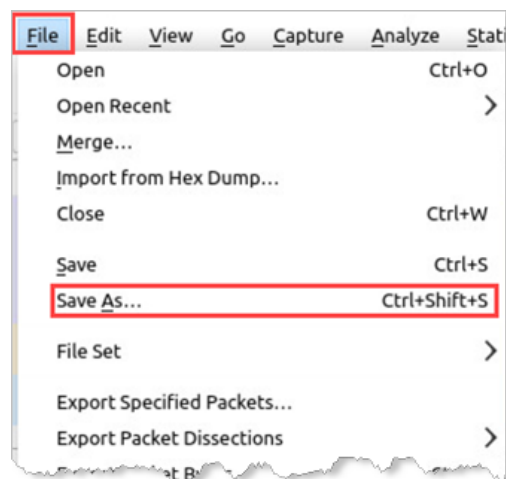 File Edit View Go Capture Analyze Stati
Open Ctrl+O
Open Recent
Merge...
Import from Hex Dump...
Close Ctrl+W
Save Ctrl+S
Save As... Ctrl+Shift+S
File Set
Export Specified Packets...
Export Packet Dissections